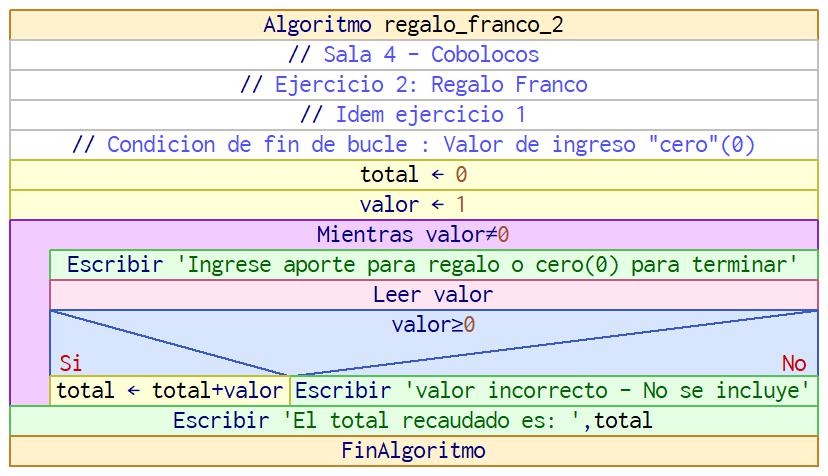 Algoritmo regalo_franco_2
// Sala 4 - Cobolocos
// Ejercicio 2: Regalo Franco
// Idem ejercicio 1
// Condicion de fin de bucle : Valor de ingreso "cero"(0)
total ← 0
valor ← 1
Mientras valor≠0
Escribir 'Ingrese aporte para regalo o cero(0) para terminar'
Leer valor
valor≥0
Si No
total ← total+valor Escribir 'valor incorrecto - No se incluye'
Escribir 'El total recaudado es: ',total
FinAlgoritmo